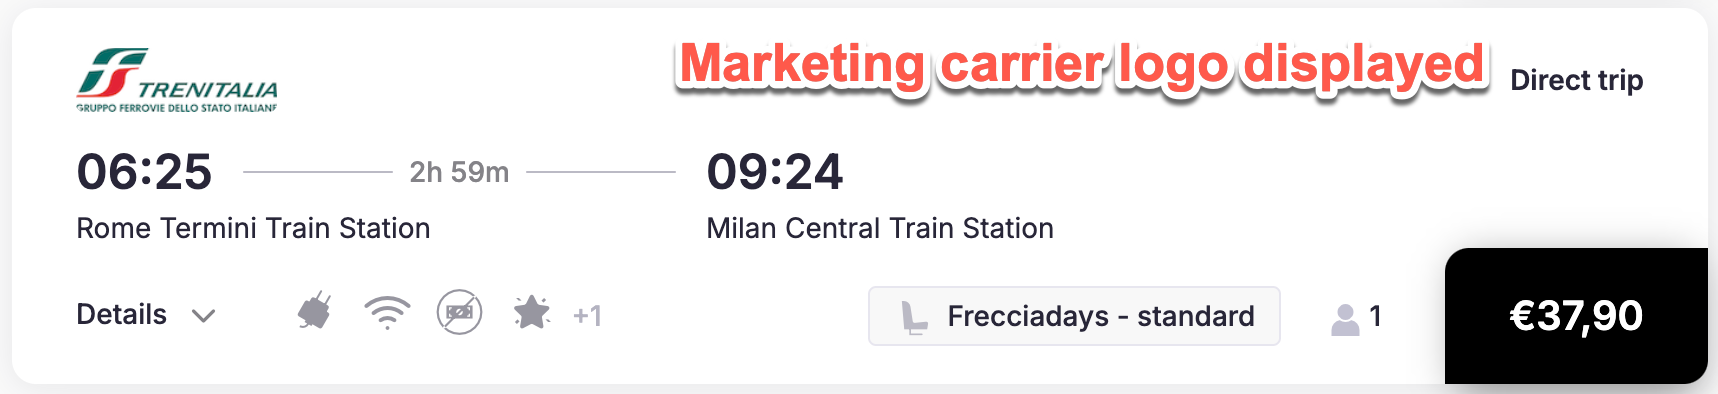 TRENITALIA
GRUPPO FERROVIE DELLO STATO ITALIANE
Marketing carrier logo displayed
Direct trip
06:25
2h 59m
09:24
Rome Termini Train Station
Milan Central Train Station
Details
+1
Frecciadays - standard
1
€37,90